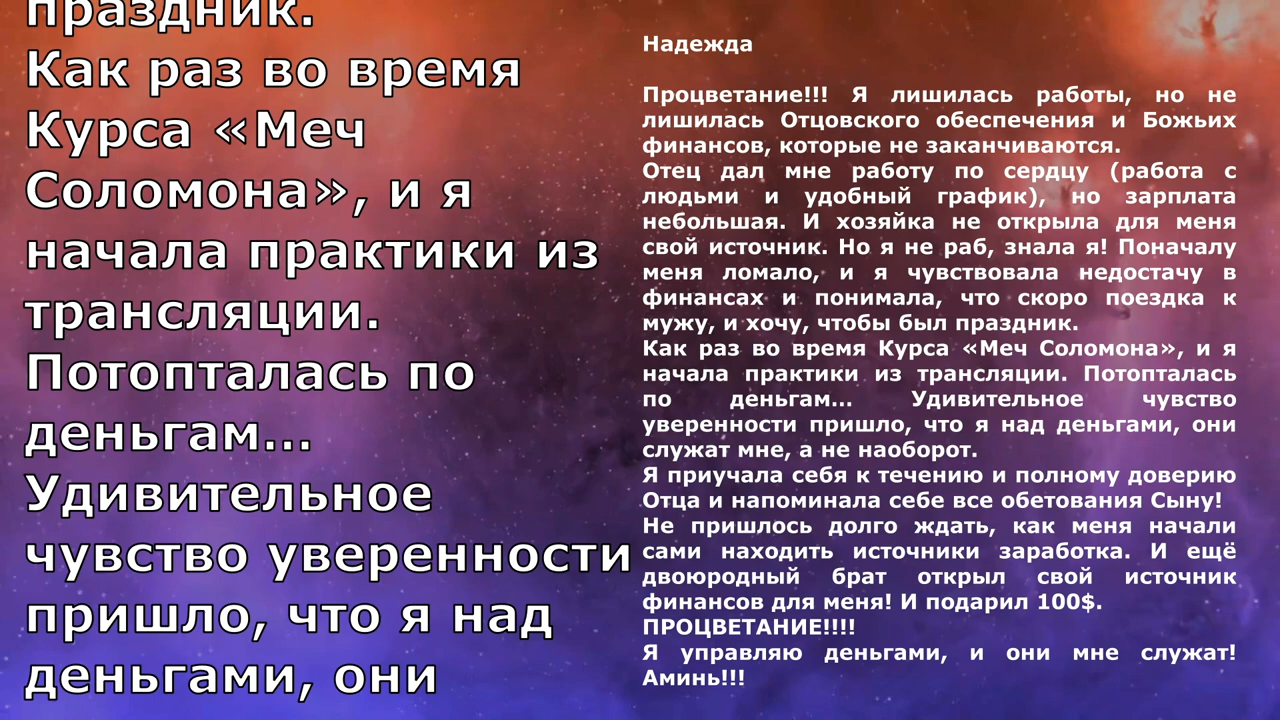 праздник.
Как раз во время
Курса «Меч
Соломона», и я
начала практики из
трансляции.
Потопталась по
деньгам...
Удивительное
чувство уверенности
пришло, что я над
деньгами, они
Надежда
Процветание!!! Я лишилась работы, но не
лишилась Отцовского обеспечения и Божьих
финансов, которые не заканчиваются.
Отец дал мне работу по сердцу (работа с
людьми и удобный график), но зарплата
небольшая. И хозяйка не открыла для меня
свой источник. Но я не раб, знала я! Поначалу
меня ломало, и я чувствовала недостачу в
финансах и понимала, что скоро поездка к
мужу, и хочу, чтобы был праздник.
Как раз во время Курса «Меч Соломона», и я
начала практики из трансляции. Потопталась
по деньгам... Удивительное чувство
уверенности пришло, что я над деньгами, они
служат мне, а не наоборот.
Я приучала себя к течению и полному доверию
Отца и напоминала себе все обетования Сыну!
Не пришлось долго ждать, как меня начали
сами находить источники заработка. И ещё
двоюродный брат открыл свой источник
финансов для меня! И подарил 100$.
ПРОЦВЕТАНИЕ!!!!
Я управляю деньгами, и они мне служат!
Аминь!!!